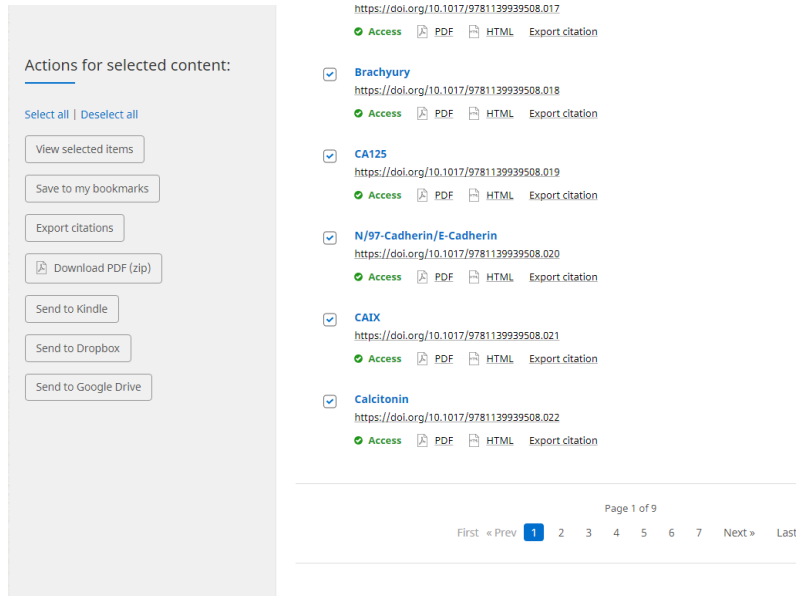 Actions for selected content:
Select all | Deselect all
View selected items
Save to my bookmarks
Export citations
Download PDF (zip)
Send to Kindle
Send to Dropbox
Send to Google Drive
https://doi.org/10.1017/9781139939508.017
Access PDF HTML Export citation
Brachyury
https://doi.org/10.1017/9781139939508.018
Access PDF HTML Export citation
CA125
https://doi.org/10.1017/9781139939508.019
Access PDF HTML Export citation
N/97-Cadherin/E-Cadherin
https://doi.org/10.1017/9781139939508.020
Access PDF HTML Export citation
CAIX
https://doi.org/10.1017/9781139939508.021
Access PDF HTML Export citation
Calcitonin
https://doi.org/10.1017/9781139939508.022
Access PDF HTML Export citation
Page 1 of 9
First « Prev 1 2 3 4 5 6 7 Next » Last